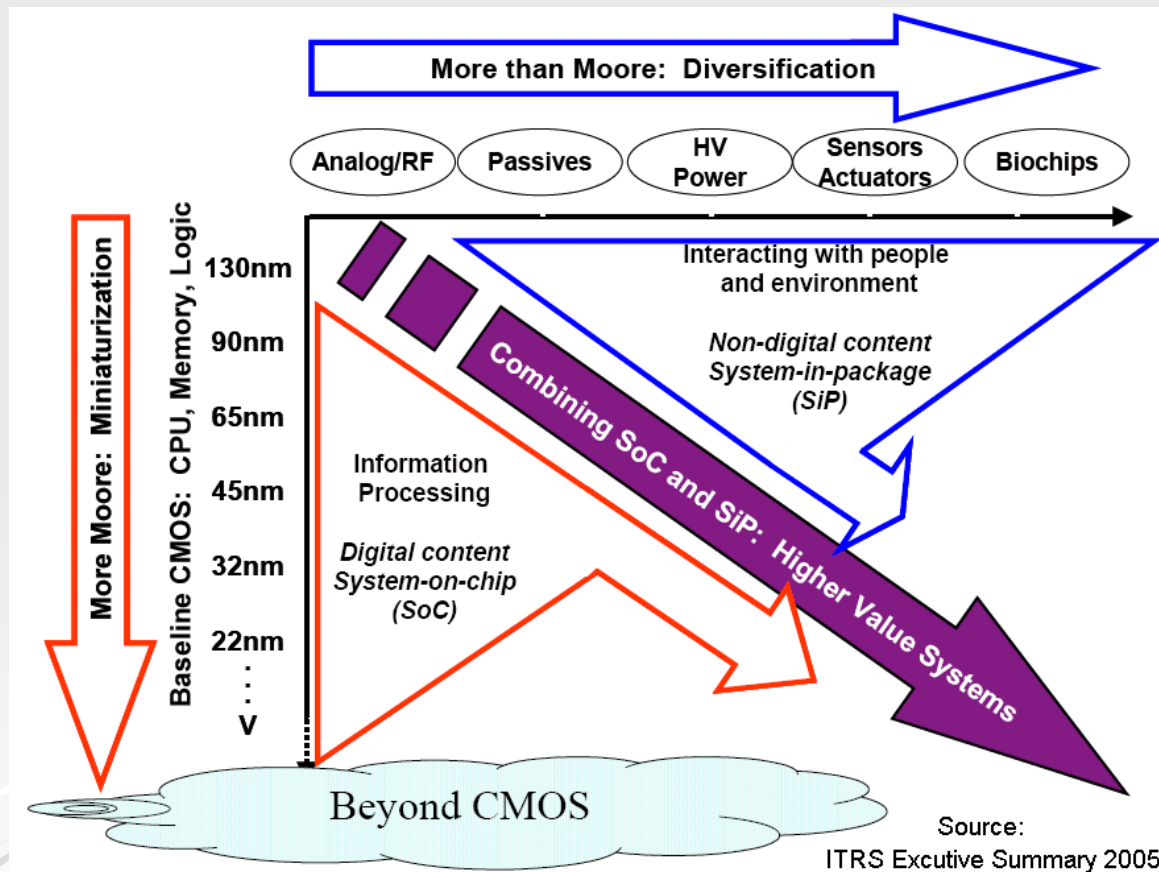 More than Moore: Diversification
Analog/RF
Passives
HV
Power
Sensors
Actuators
Biochips
More Moore: Miniaturization
Baseline CMOS: CPU, Memory, Logic
130nm
90nm
65nm
45nm
32nm
22nm
V
Interacting with people
and environment
Non-digital content
System-in-package
(SiP)
Combining SoC and SiP: Higher Value Systems
Information
Processing
Digital content
System-on-chip
(SoC)
Beyond CMOS
Source:
ITRS Excutive Summary 2005